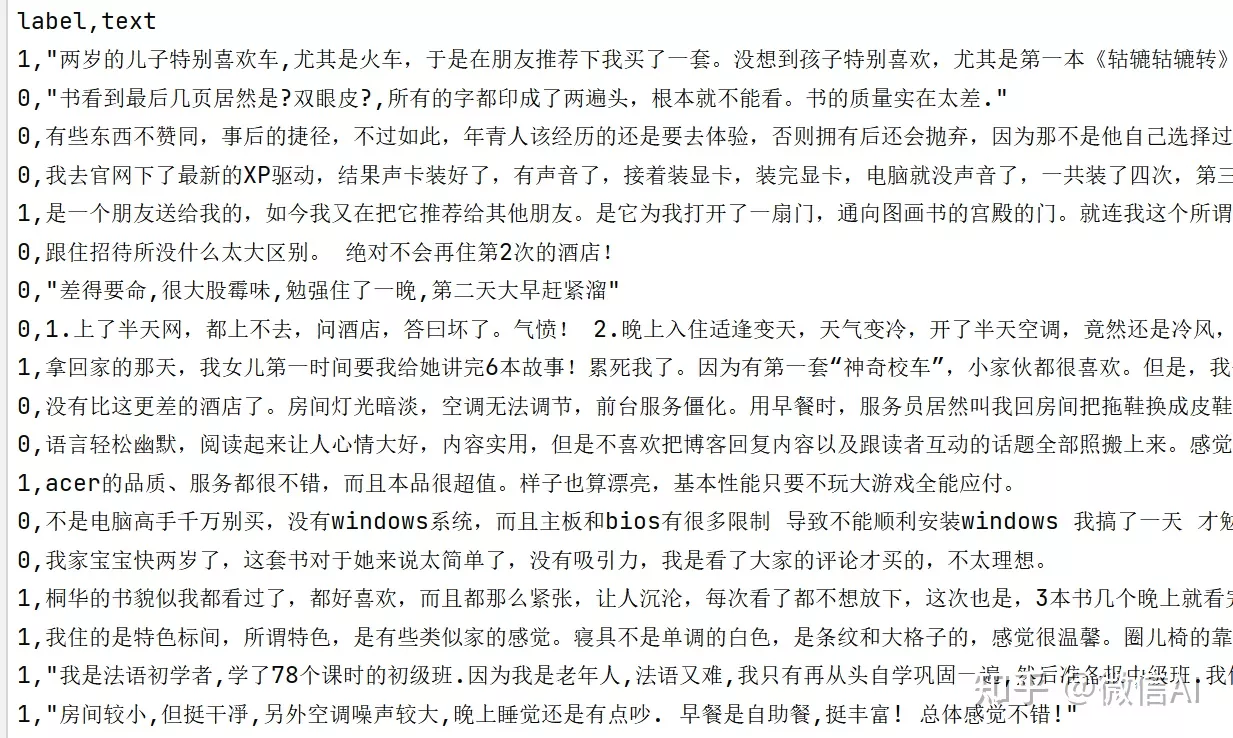 label,text
1,"两岁的儿子特别喜欢车,尤其是火车，于是在朋友推荐下我买了一套。没想到孩子特别喜欢，尤其是第一本《轱辘轱辘转》
0,"书看到最后几页居然是?双眼皮?,所有的字都印成了两遍头，根本就不能看。书的质量实在太差."
0,有些东西不赞同，事后的捷径，不过如此，年青人该经历的还是要去体验，否则拥有后还会抛弃，因为那不是他自己选择过
0,我去官网下了最新的XP驱动，结果声卡装好了，有声音了，接着装显卡，装完显卡，电脑就没声音了，一共装了四次，第三
1,是一个朋友送给我的，如今我又在把它推荐给其他朋友。是它为我打开了一扇门，通向图画书的宫殿的门。就连我这个所谓
0,跟住招待所没什么太大区别。 绝对不会再住第2次的酒店！
0,"差得要命,很大股霉味,勉强住了一晚,第二天大早赶紧溜"
0,1.上了半天网，都上不去，问酒店，答曰坏了。气愤！ 2.晚上入住适逢变天，天气变冷，开了半天空调，竟然还是冷风，
1,拿回家的那天，我女儿第一时间要我给她讲完6本故事！累死我了。因为有第一套“神奇校车”，小家伙都很喜欢。但是，我
0,没有比这更差的酒店了。房间灯光暗淡，空调无法调节，前台服务僵化。用早餐时，服务员居然叫我回房间把拖鞋换成皮鞋
0,语言轻松幽默，阅读起来让人心情大好，内容实用，但是不喜欢把博客回复内容以及跟读者互动的话题全部照搬上来。感觉
1,acer的品质、服务都很不错，而且本品很超值。样子也算漂亮，基本性能只要不玩大游戏全能应付。
0,不是电脑高手千万别买，没有windows系统，而且主板和bios有很多限制 导致不能顺利安装windows 我搞了一天 才勉
0,我家宝宝快两岁了，这套书对于她来说太简单了，没有吸引力，我是看了大家的评论才买的，不太理想。
1,桐华的书貌似我都看过了，都好喜欢，而且都那么紧张，让人沉沦，每次看了都不想放下，这次也是，3本书几个晚上就看完
1,我住的是特色标间，所谓特色，是有些类似家的感觉。寝具不是单调的白色，是条纹和大格子的，感觉很温馨。圈儿椅的靠
1,"我是法语初学者,学了78个课时的初级班.因为我是老年人,法语又难,我只有再从头自学巩固一遍,然后准备报中级班.我
1,"房间较小,但挺干凈,另外空调噪声较大,晚上睡觉还是有点吵. 早餐是自助餐,挺丰富! 总体感觉不错!"
知乎 @微信AI